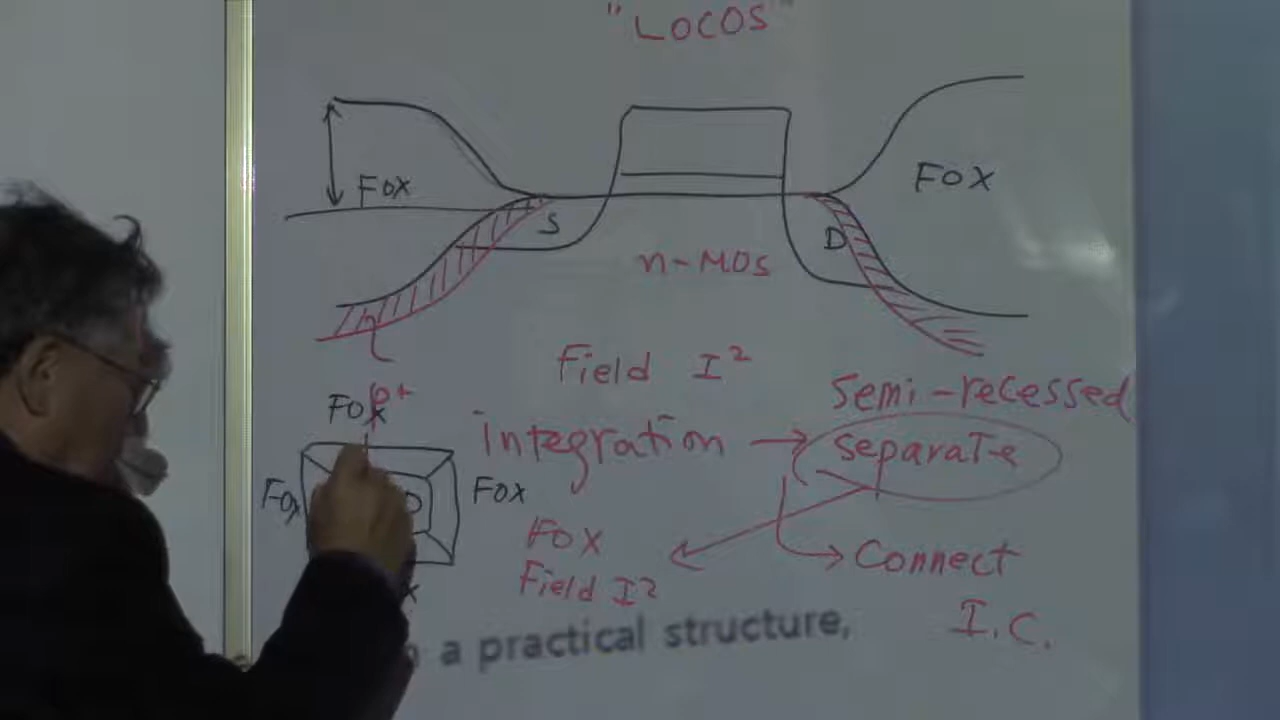 "LOCOS"
FOX
FOX
S
D
n-MOS
Field I²
Semi-recessed
FOX
p+
integration → separate
FOX
D
FOX
FOX
Field I²
Connect
x
I.C.
a practical structure,